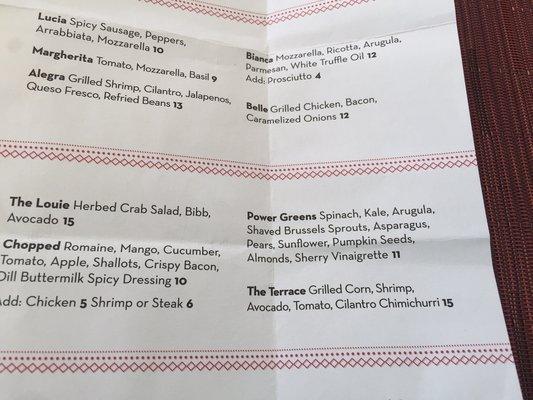 Lucia Spicy Sausage, Peppers,
Arrabbiata, Mozzarella 10
Margherita Tomato, Mozzarella, Basil 9
Alegra Grilled Shrimp, Cilantro, Jalapenos,
Queso Fresco, Refried Beans 13
Bianca Mozzarella, Ricotta, Arugula,
Parmesan, White Truffle Oil 12
Add: Prosciutto 4
Belle Grilled Chicken, Bacon,
Caramelized Onions 12
The Louie Herbed Crab Salad, Bibb,
Avocado 15
Chopped Romaine, Mango, Cucumber,
Tomato, Apple, Shallots, Crispy Bacon,
Dill Buttermilk Spicy Dressing 10
Add: Chicken 5 Shrimp or Steak 6
Power Greens Spinach, Kale, Arugula,
Shaved Brussels Sprouts, Asparagus,
Pears, Sunflower, Pumpkin Seeds,
Almonds, Sherry Vinaigrette 11
The Terrace Grilled Corn, Shrimp,
Avocado, Tomato, Cilantro Chimichurri 15